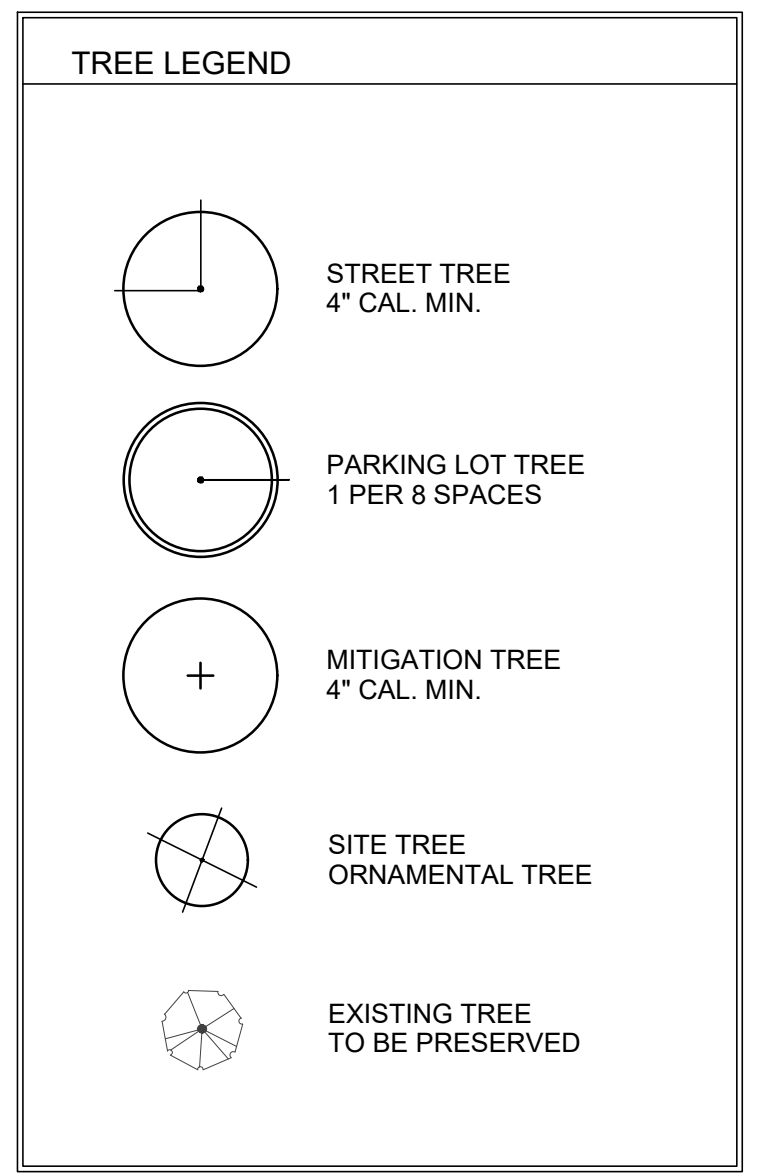 TREE LEGEND
STREET TREE
4" CAL. MIN.
PARKING LOT TREE
1 PER 8 SPACES
MITIGATION TREE
4" CAL. MIN.
SITE TREE
ORNAMENTAL TREE
EXISTING TREE
TO BE PRESERVED